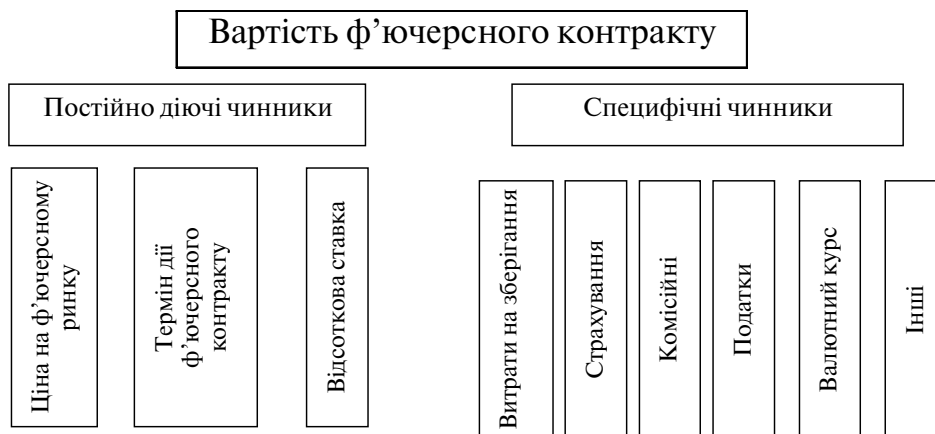 Вартість ф’ючерсного контракту
Постійно діючі чинники
Специфічні чинники
Ціна на ф’ючерсному
ринку
Термін дії
ф’ючерсного
контракту
Відсоткова ставка
Витрати на зберігання
Страхування
Комісійні
Податки
Валютний курс
Інші